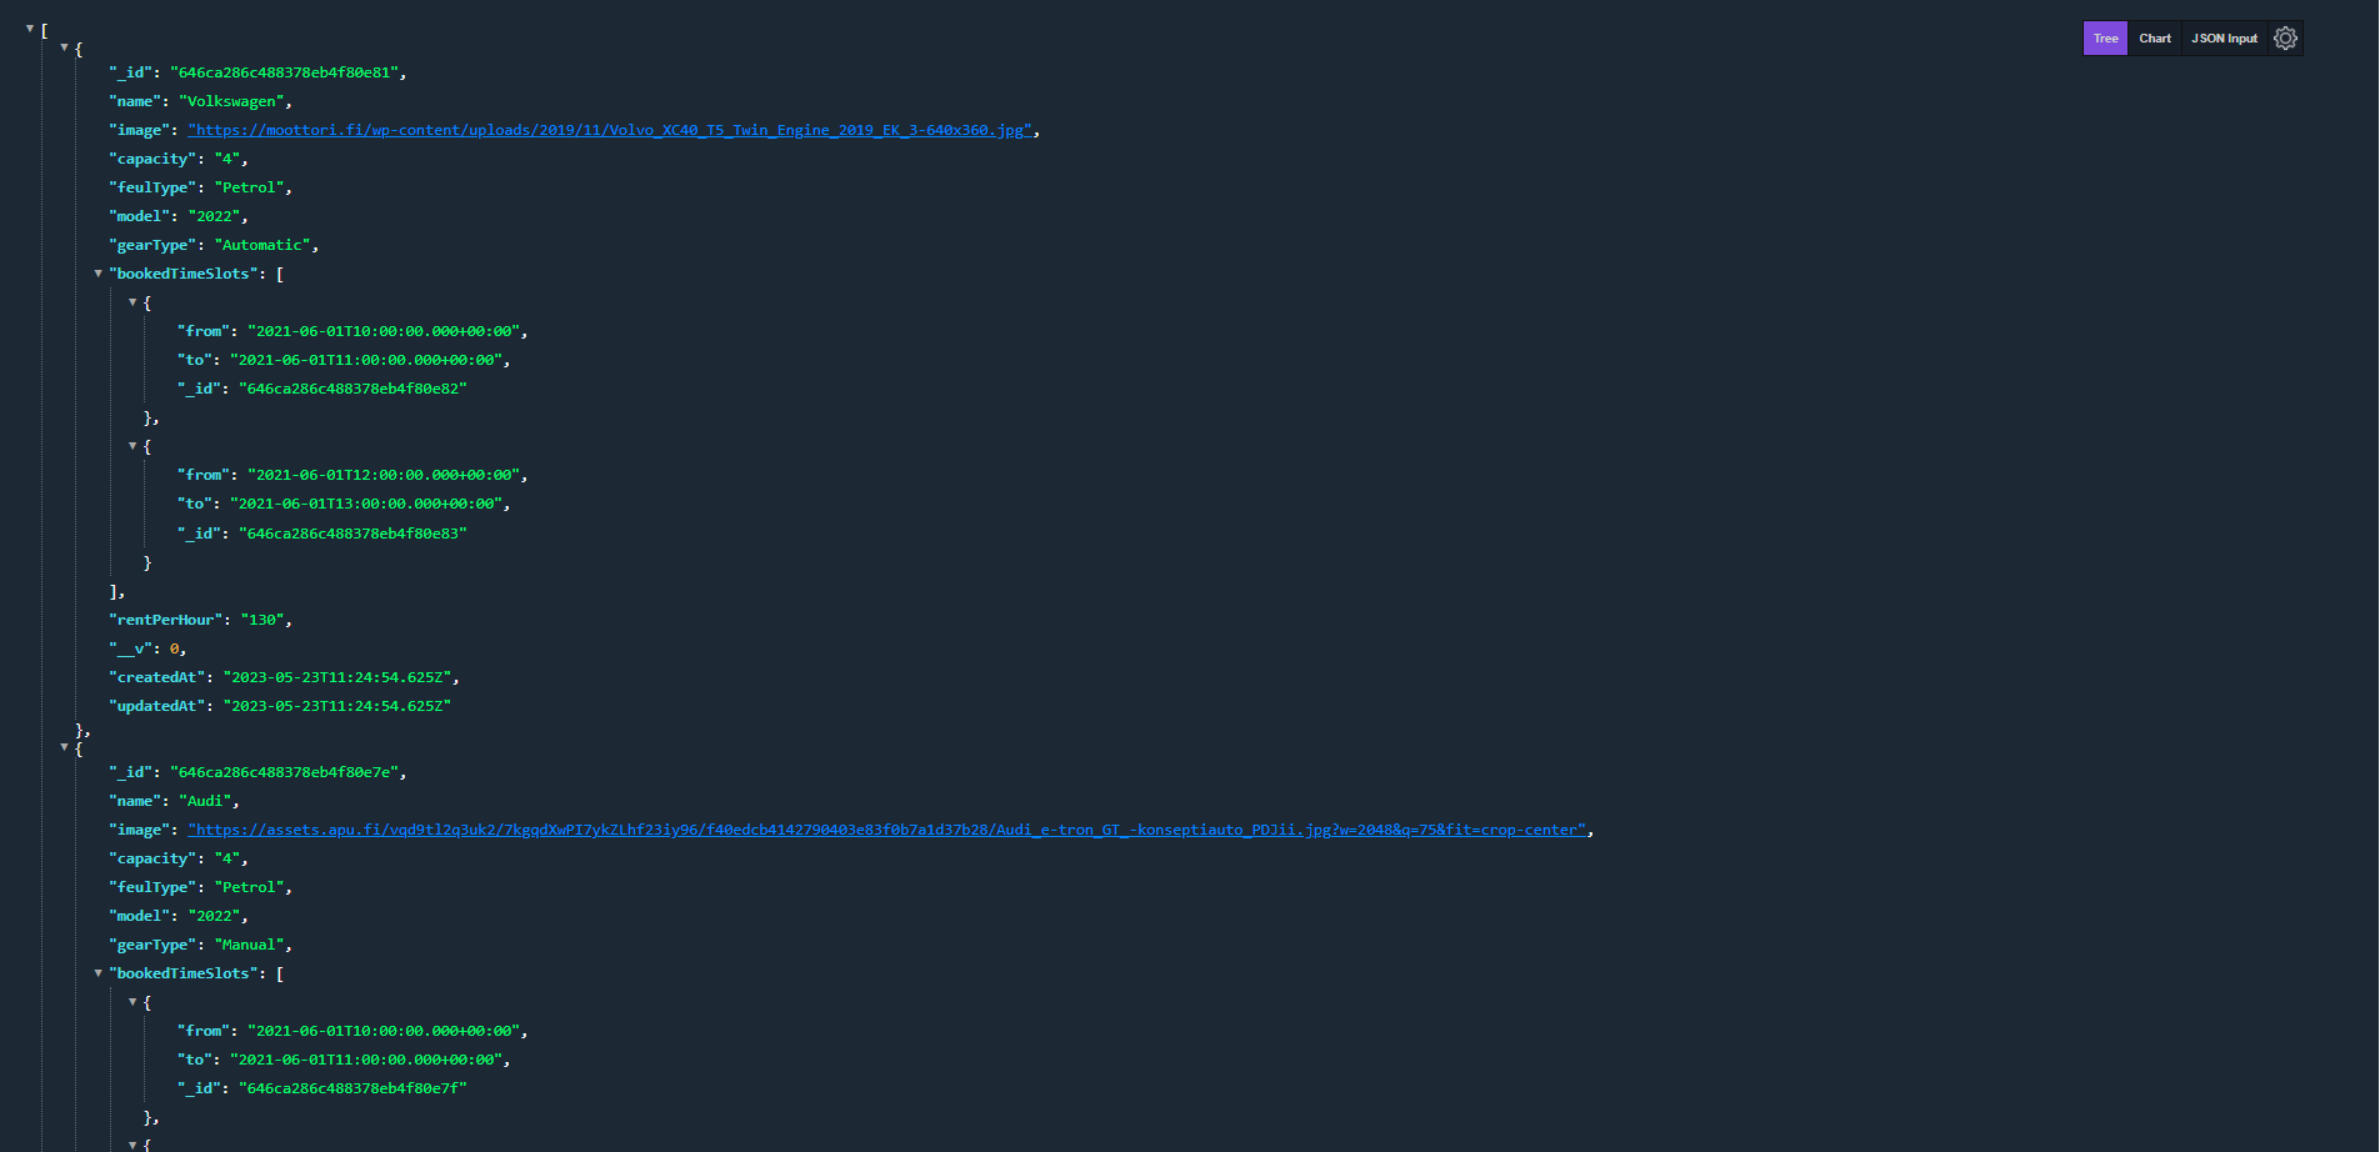 [
Tree Chart JSON Input
{
"_id": "646ca286c488378eb4f80e81",
"name": "Volkswagen",
"image": "https://moottori.fi/wp-content/uploads/2019/11/Volvo_XC40_T5_Twin_Engine_2019_EK_3-640x360.jpg",
"capacity": "4",
"feulType": "Petrol",
"model": "2022",
"gearType": "Automatic",
"bookedTimeSlots": [
{
"from": "2021-06-01T10:00:00.000+00:00",
"to": "2021-06-01T11:00:00.000+00:00",
"_id": "646ca286c488378eb4f80e82"
},
{
"from": "2021-06-01T12:00:00.000+00:00",
"to": "2021-06-01T13:00:00.000+00:00",
"_id": "646ca286c488378eb4f80e83"
}
],
"rentPerHour": "130",
"__v": 0,
"createdAt": "2023-05-23T11:24:54.625Z",
"updatedAt": "2023-05-23T11:24:54.625Z"
},
{
"_id": "646ca286c488378eb4f80e7e",
"name": "Audi",
"image": "https://assets.apu.fi/vqd9tl2q3uk2/7kgqdXwPI7ykZLhf23iy96/f40edcb4142790403e83f0b7a1d37b28/Audi_e-tron_GT_-konseptiauto_PDJii.jpg?w=2048&q=75&fit=crop-center",
"capacity": "4",
"feulType": "Petrol",
"model": "2022",
"gearType": "Manual",
"bookedTimeSlots": [
{
"from": "2021-06-01T10:00:00.000+00:00",
"to": "2021-06-01T11:00:00.000+00:00",
"_id": "646ca286c488378eb4f80e7f"
},
{